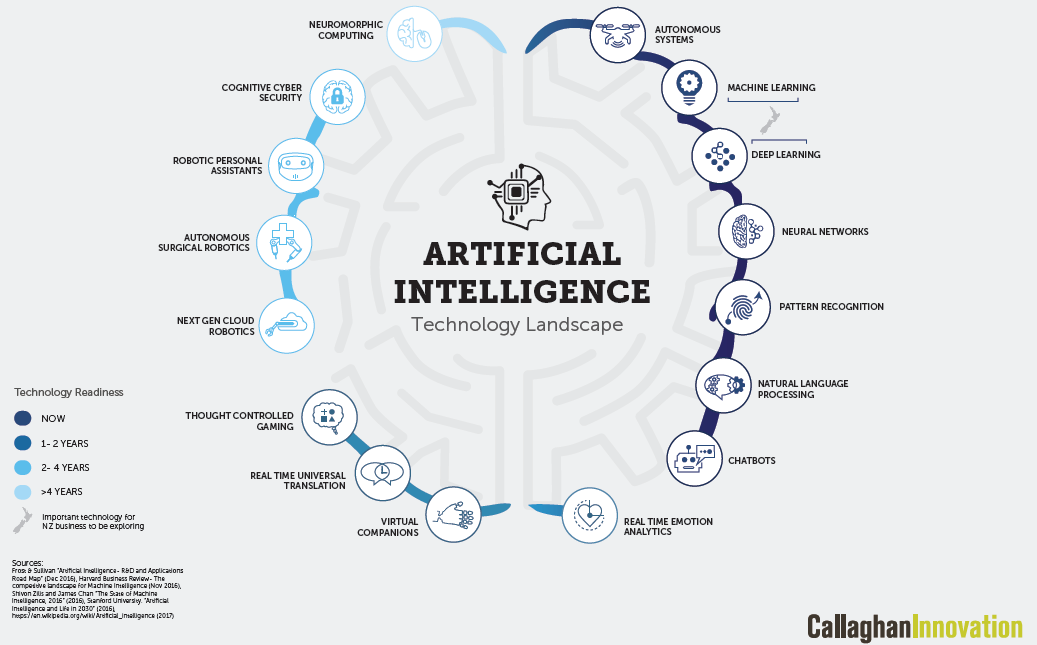 NEUROMORPHIC
COMPUTING
AUTONOMOUS
SYSTEMS
COGNITIVE CYBER
SECURITY
MACHINE LEARNING
ROBOTIC PERSONAL
ASSISTANTS
DEEP LEARNING
AUTONOMOUS
SURGICAL ROBOTICS
NEURAL NETWORKS
ARTIFICIAL
INTELLIGENCE
Technology Landscape
NEXT GEN CLOUD
ROBOTICS
PATTERN RECOGNITION
NATURAL LANGUAGE
PROCESSING
THOUGHT CONTROLLED
GAMING
CHATBOTS
REAL TIME UNIVERSAL
TRANSLATION
VIRTUAL
COMPANIONS
REAL TIME EMOTION
ANALYTICS
Technology Readiness
NOW
1- 2 YEARS
2- 4 YEARS
>4 YEARS
Important technology for
NZ business to be exploring
Sources:
Frost & Sullivan "Artificial Intelligence- R&D and Applications
Road Map" (Dec 2016), Harvard Business Review- The
competitive landscape for Machine Intelligence (Nov 2016),
Shivon Zilis and James Cham "The State of Machine
Intelligence, 2016" (2016), Stanford University. "Artificial
Intelligence and Life in 2030" (2016),
https://en.wikipedia.org/wiki/Artificial_intelligence (2017)
CallaghanInnovation